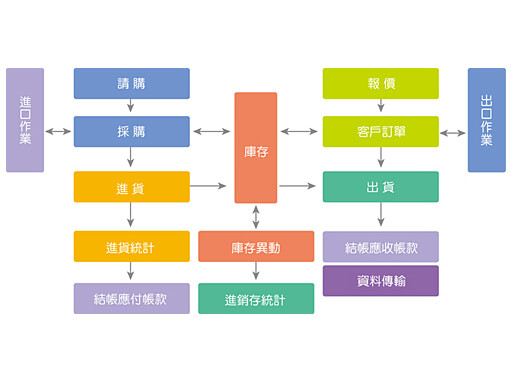 進口作業
請購
採購
進貨
進貨統計
結帳應付帳款
庫存
庫存異動
進銷存統計
報價
客戶訂單
出貨
結帳應收帳款
資料傳輸
出口作業